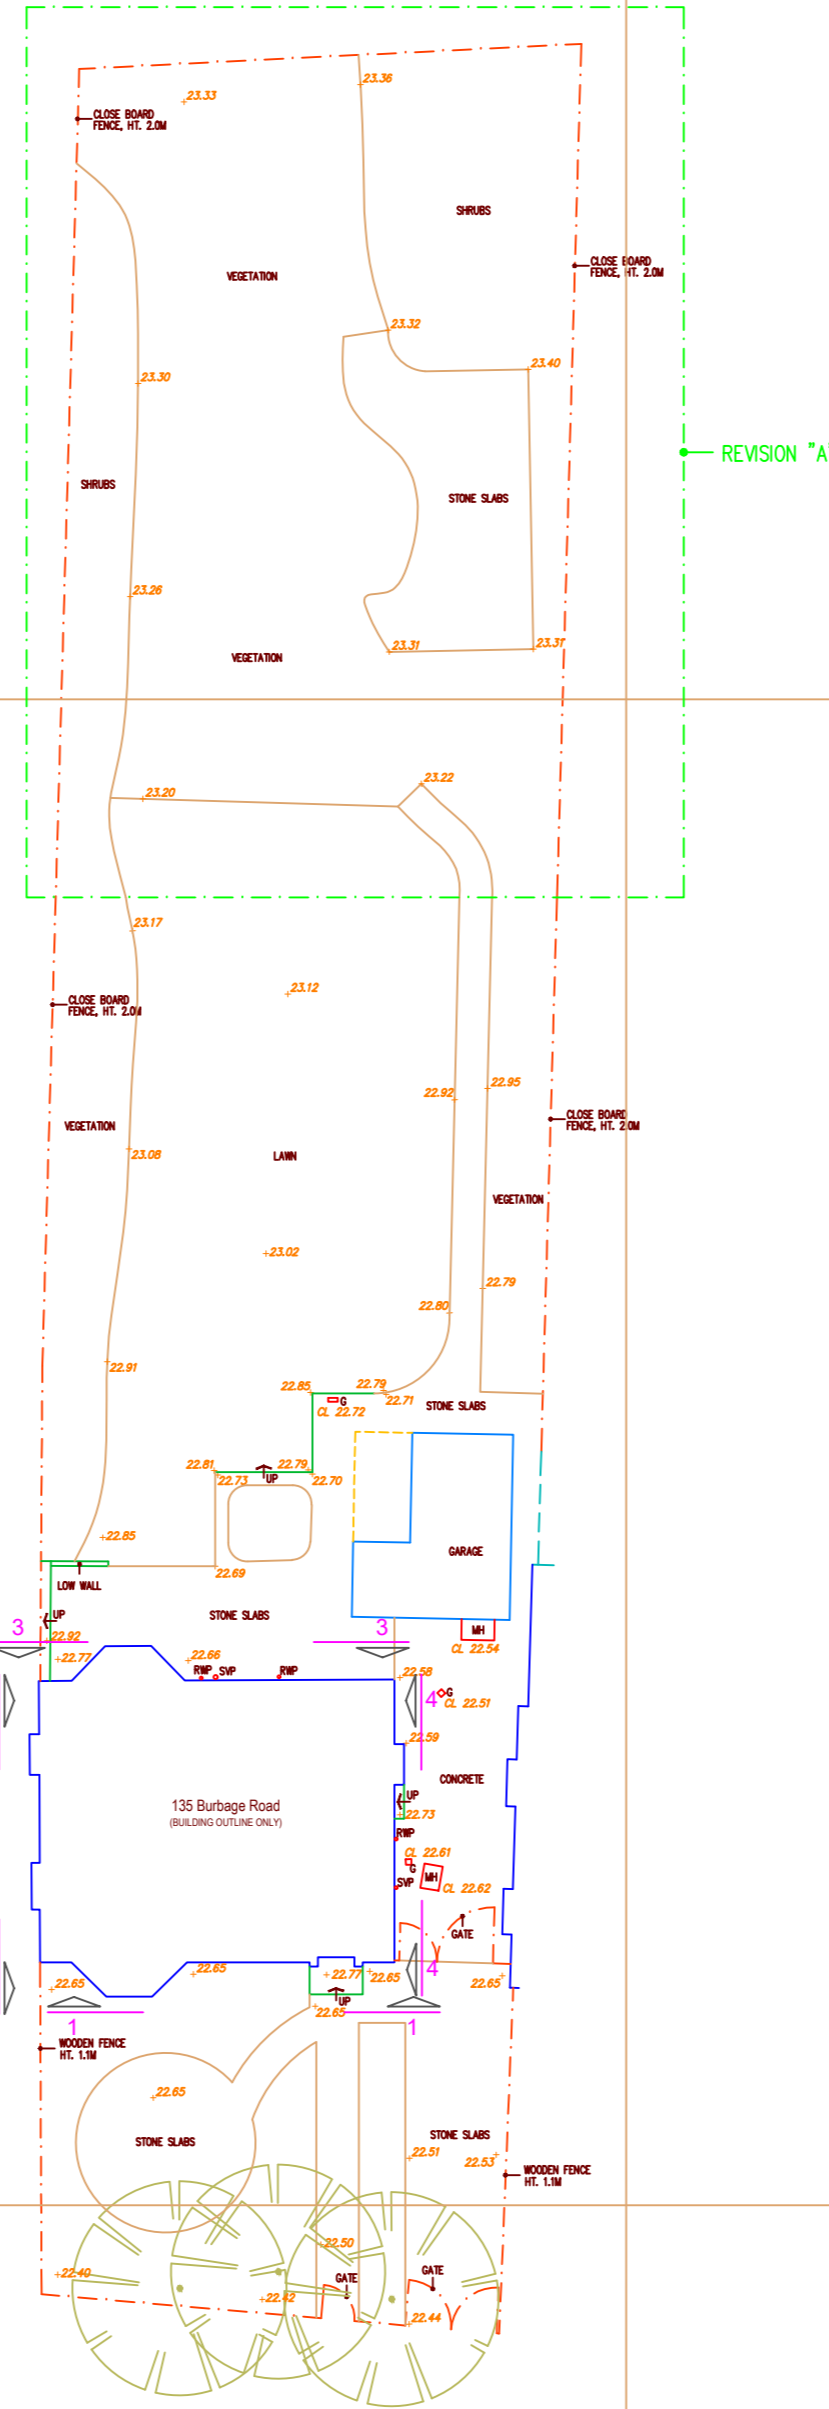 23.36
23.33
CLOSE BOARD
FENCE, HT. 2.0M
SHRUBS
CLOSE BOARD
FENCE, HT. 2.0M
VEGETATION
23.32
23.40
23.30
REVISION "A"
SHRUBS
STONE SLABS
23.26
23.31
23.31
VEGETATION
23.22
23.20
23.17
23.12
CLOSE BOARD
FENCE, HT. 2.0M
22.95
22.92
CLOSE BOARD
FENCE, HT. 2.0M
VEGETATION
23.08
LAWN
VEGETATION
23.02
22.79
22.80
22.91
22.85
22.79
22.71
G
CL 22.72
STONE SLABS
22.81
22.73
UP
22.79
22.70
22.85
GARAGE
22.69
LOW WALL
UP
STONE SLABS
3
3
MH
CL 22.54
22.92
22.77
22.66
RWP
SVP
RWP
22.58
4
G
CL 22.51
22.59
CONCRETE
UP
135 Burbage Road
(BUILDING OUTLINE ONLY)
22.73
RWP
CL 22.61
G
MH
SVP
CL 22.62
GATE
4
22.65
22.65
22.77
22.65
22.65
UP
22.65
1
1
WOODEN FENCE
HT. 1.1M
22.65
STONE SLABS
STONE SLABS
22.51
22.53
WOODEN FENCE
HT. 1.1M
22.50
22.40
GATE
GATE
22.42
22.44